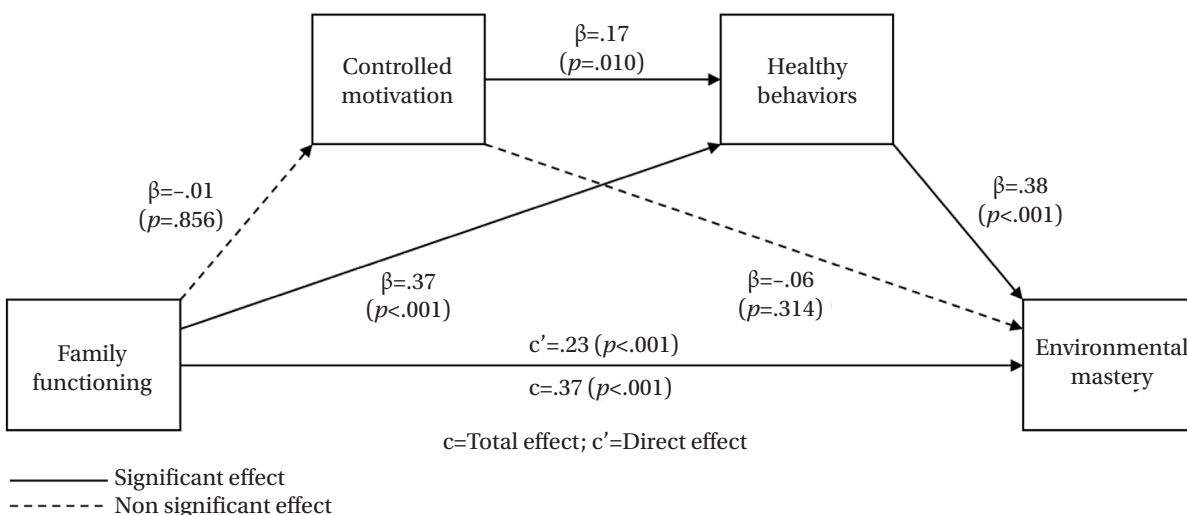 β=.17
(p=.010)
Controlled
motivation
Healthy
behaviors
β=–.01
(p=.856)
β=.38
(p<.001)
β=.37
(p<.001)
β=–.06
(p=.314)
Family
functioning
c’=.23 (p<.001)
c=.37 (p<.001)
Environmental
mastery
c=Total effect; c’=Direct effect
Significant effect
Non significant effect